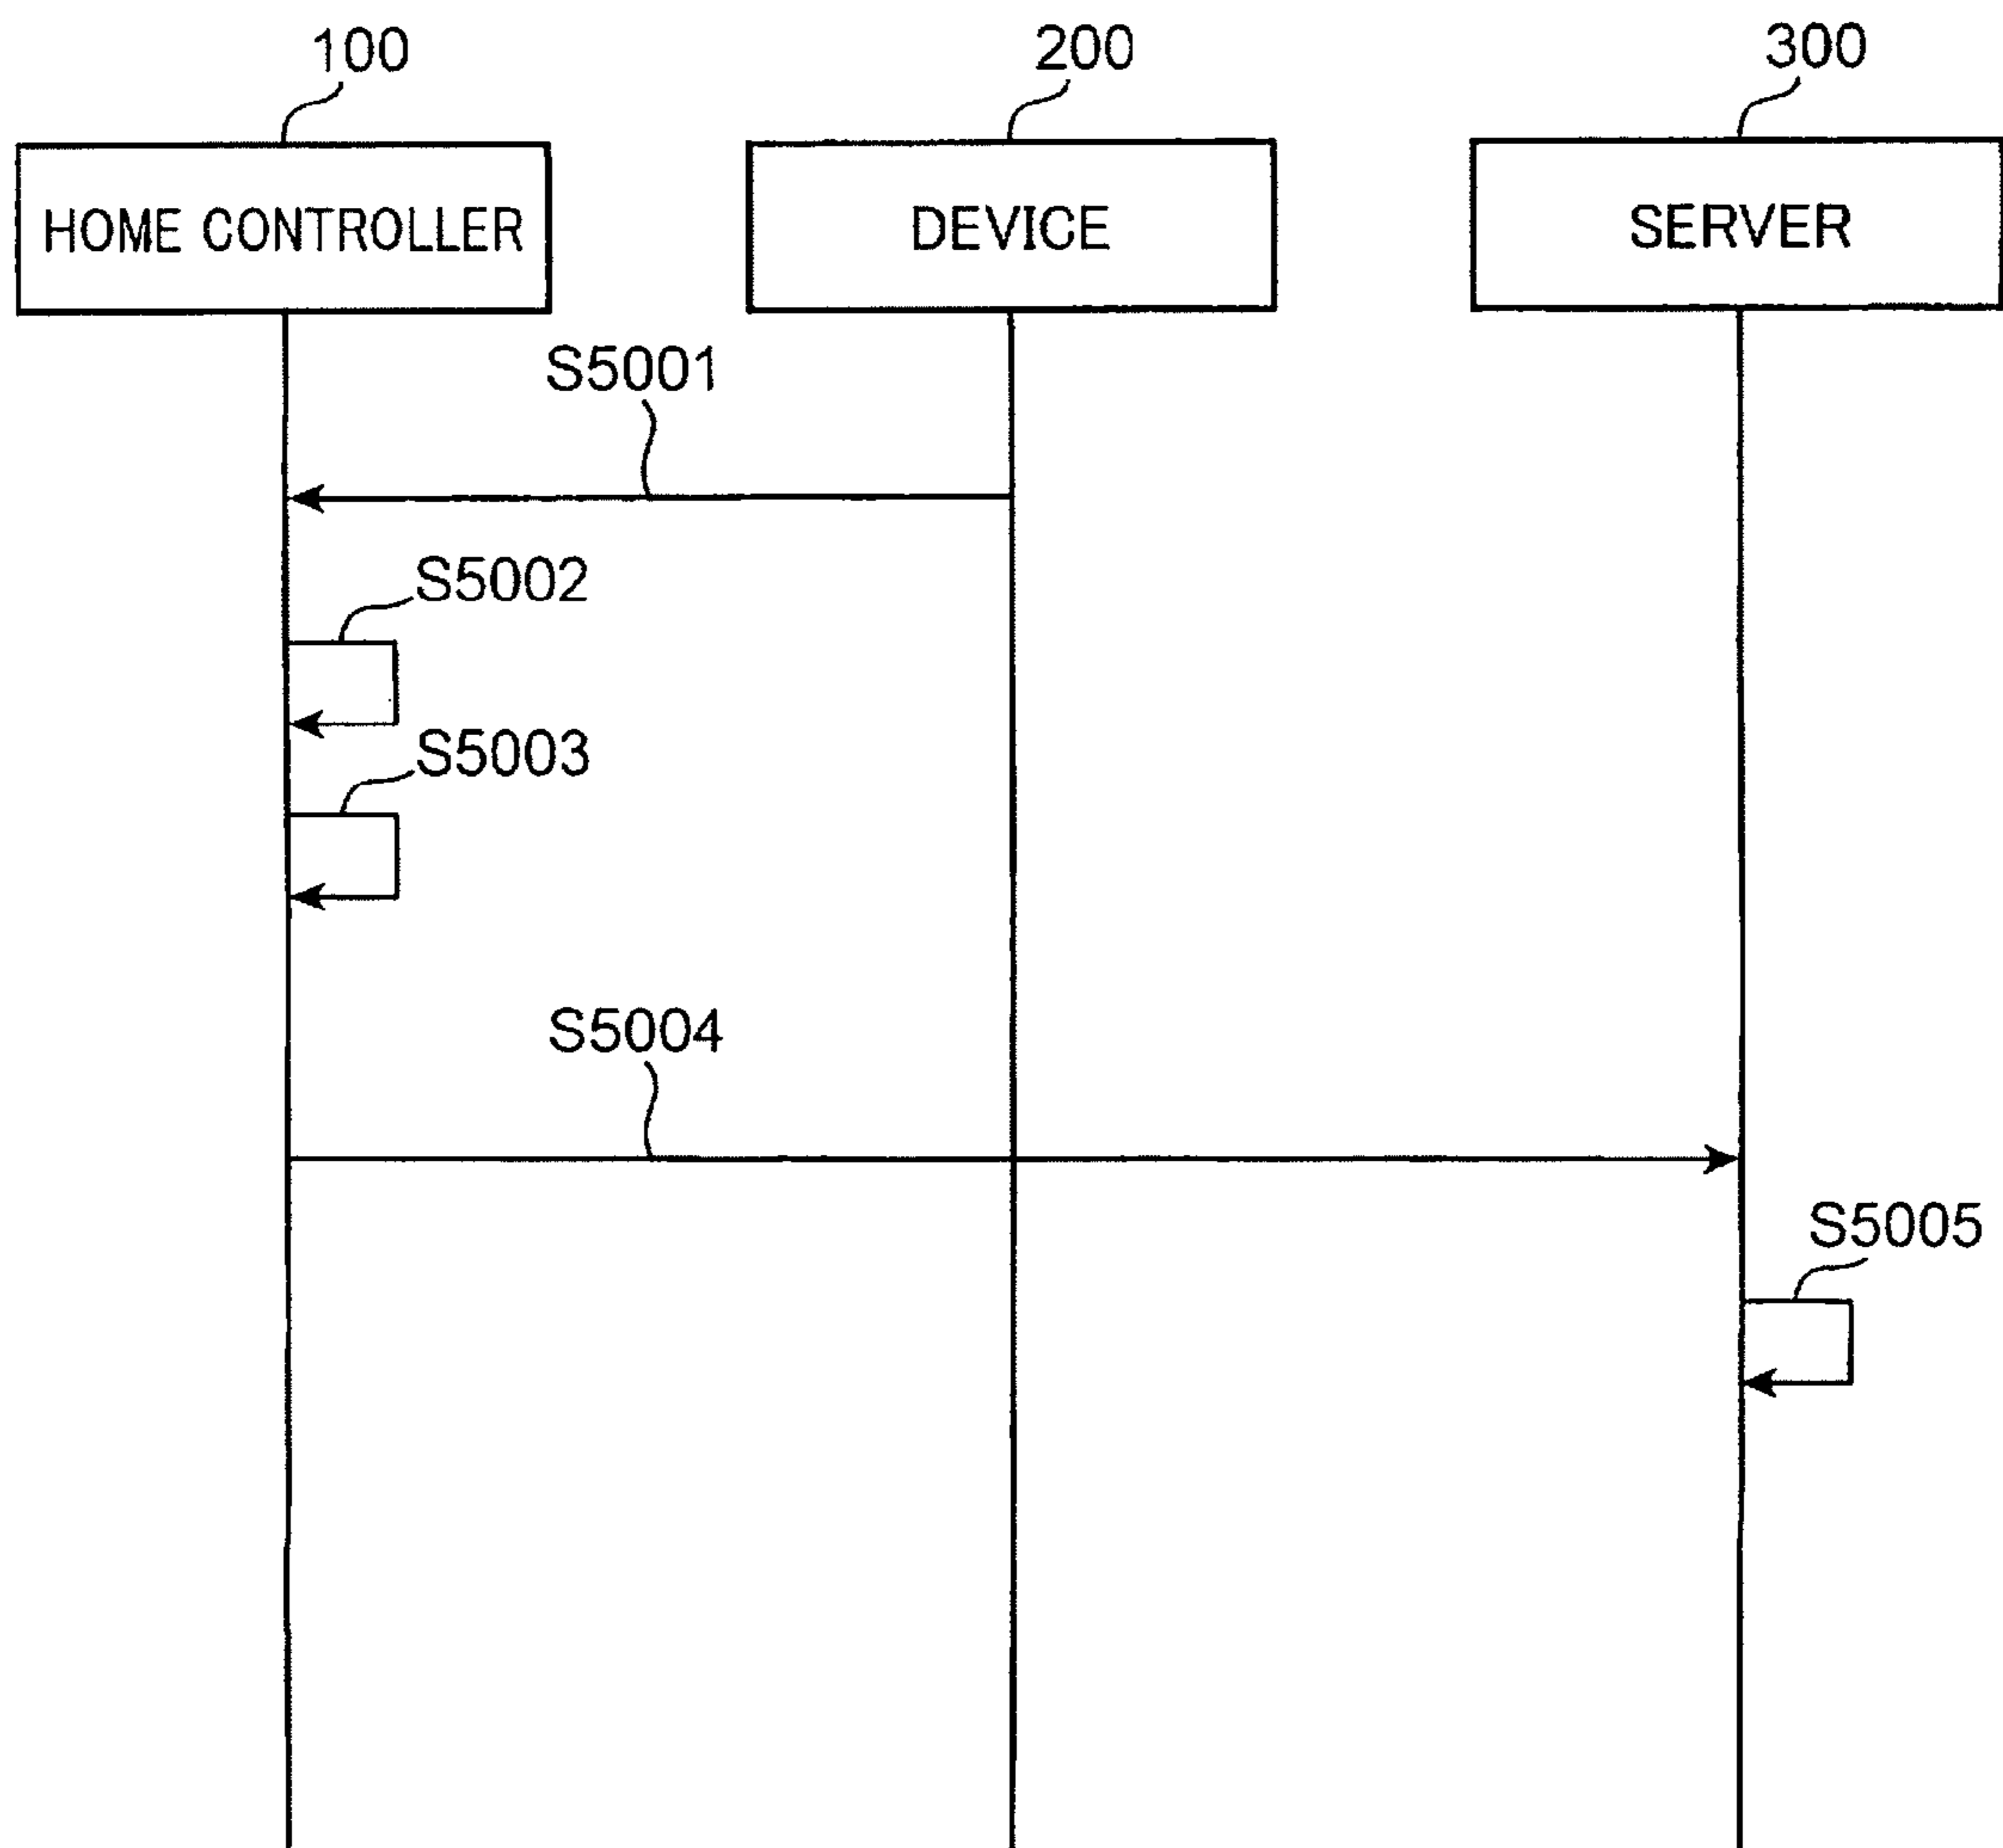 100
200
300
HOME CONTROLLER
DEVICE
SERVER
S5001
S5002
S5003
S5004
S5005